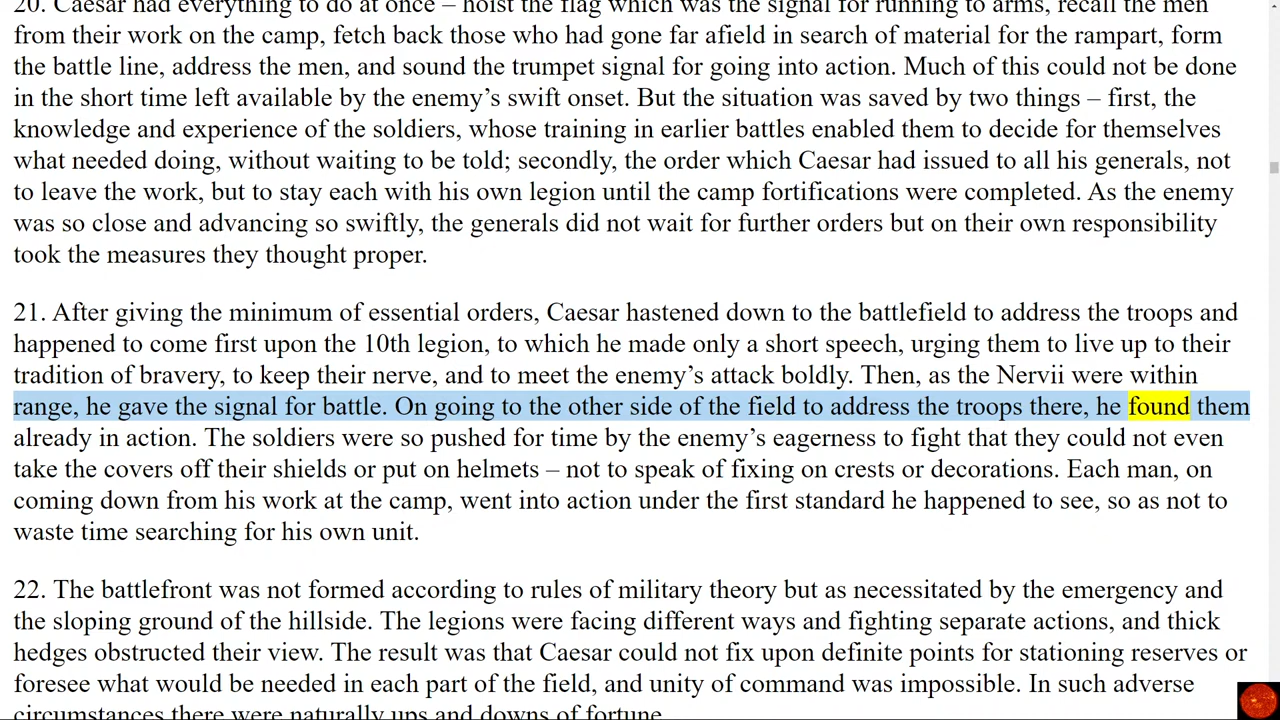 20. Caesar had everything to do at once – hoist the flag which was the signal for running to arms, recall the men
from their work on the camp, fetch back those who had gone far afield in search of material for the rampart, form
the battle line, address the men, and sound the trumpet signal for going into action. Much of this could not be done
in the short time left available by the enemy’s swift onset. But the situation was saved by two things – first, the
knowledge and experience of the soldiers, whose training in earlier battles enabled them to decide for themselves
what needed doing, without waiting to be told; secondly, the order which Caesar had issued to all his generals, not
to leave the work, but to stay each with his own legion until the camp fortifications were completed. As the enemy
was so close and advancing so swiftly, the generals did not wait for further orders but on their own responsibility
took the measures they thought proper.
21. After giving the minimum of essential orders, Caesar hastened down to the battlefield to address the troops and
happened to come first upon the 10th legion, to which he made only a short speech, urging them to live up to their
tradition of bravery, to keep their nerve, and to meet the enemy’s attack boldly. Then, as the Nervii were within
range, he gave the signal for battle. On going to the other side of the field to address the troops there, he found them
already in action. The soldiers were so pushed for time by the enemy’s eagerness to fight that they could not even
take the covers off their shields or put on helmets – not to speak of fixing on crests or decorations. Each man, on
coming down from his work at the camp, went into action under the first standard he happened to see, so as not to
waste time searching for his own unit.
22. The battlefront was not formed according to rules of military theory but as necessitated by the emergency and
the sloping ground of the hillside. The legions were facing different ways and fighting separate actions, and thick
hedges obstructed their view. The result was that Caesar could not fix upon definite points for stationing reserves or
foresee what would be needed in each part of the field, and unity of command was impossible. In such adverse
circumstances there were naturally ups and downs of fortune.